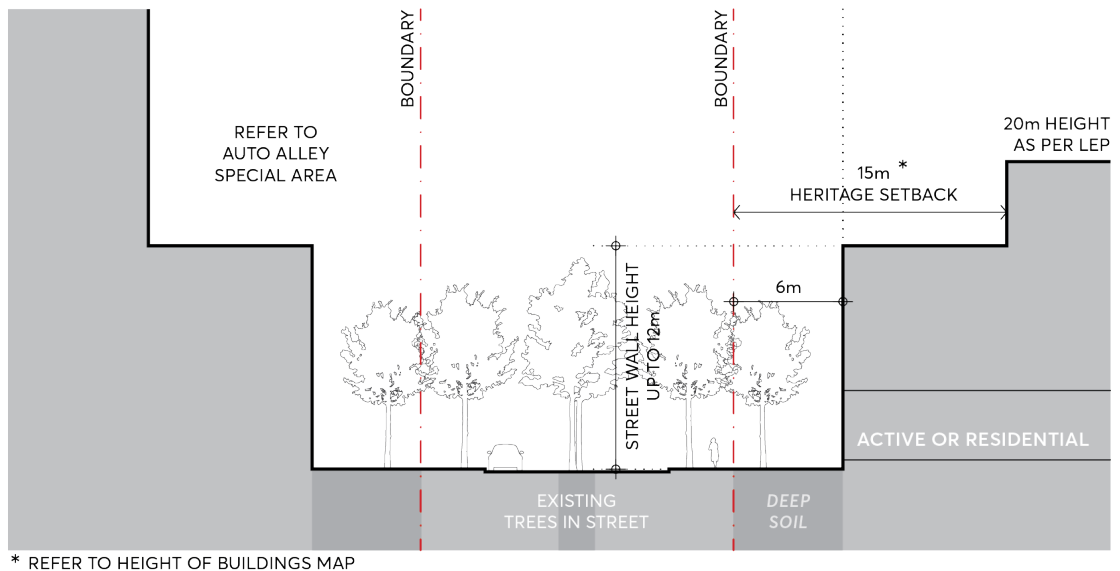 BOUNDARY
BOUNDARY
REFER TO
AUTO ALLEY
SPECIAL AREA
20m HEIGHT
AS PER LEP
15m *
HERITAGE SETBACK
6m
STREET WALL HEIGHT
UP TO 12m
ACTIVE OR RESIDENTIAL
EXISTING
TREES IN STREET
DEEP
SOIL
* REFER TO HEIGHT OF BUILDINGS MAP